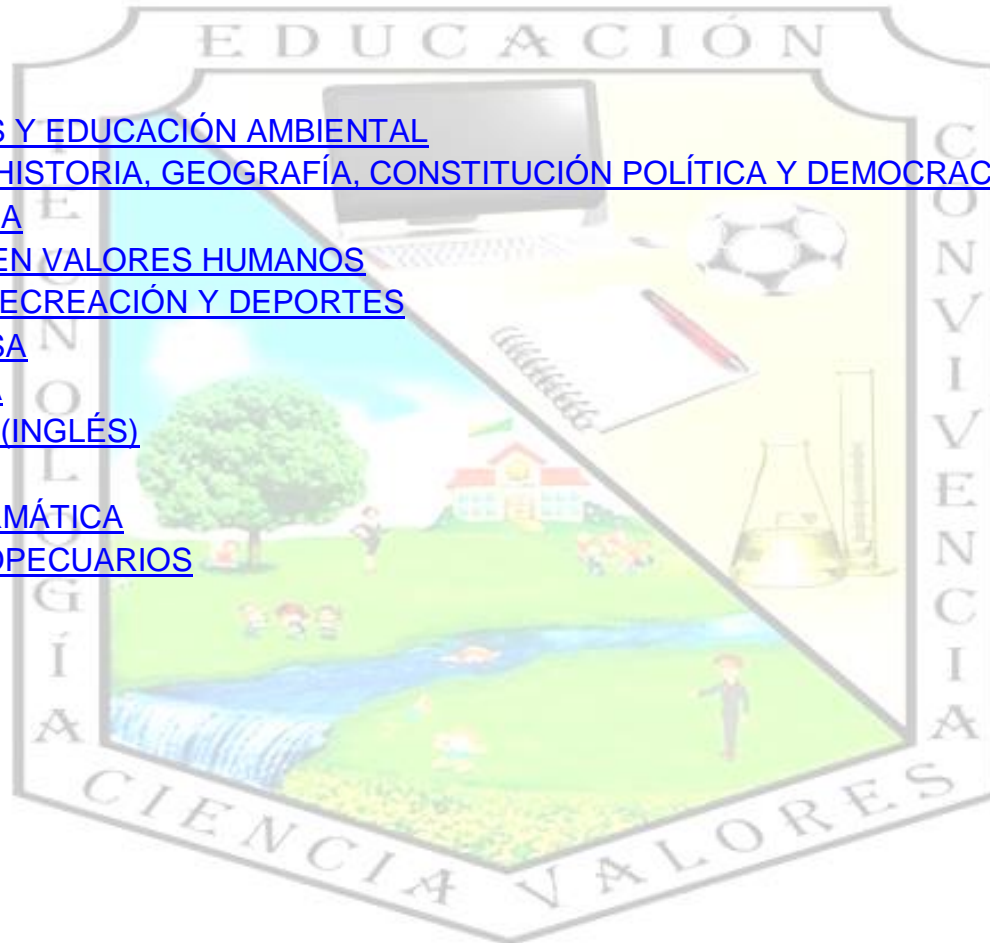 EDUCACIÓN
S Y EDUCACIÓN AMBIENTAL
HISTORIA, GEOGRAFÍA, CONSTITUCIÓN POLÍTICA Y DEMOCRAC
A
EN VALORES HUMANOS
ECREACIÓN Y DEPORTES
SA
(INGLÉS)
MÁTICA
OPECUARIOS
TECNOLOGÍA
CONVIVENCIA
CIENCIA VALORES